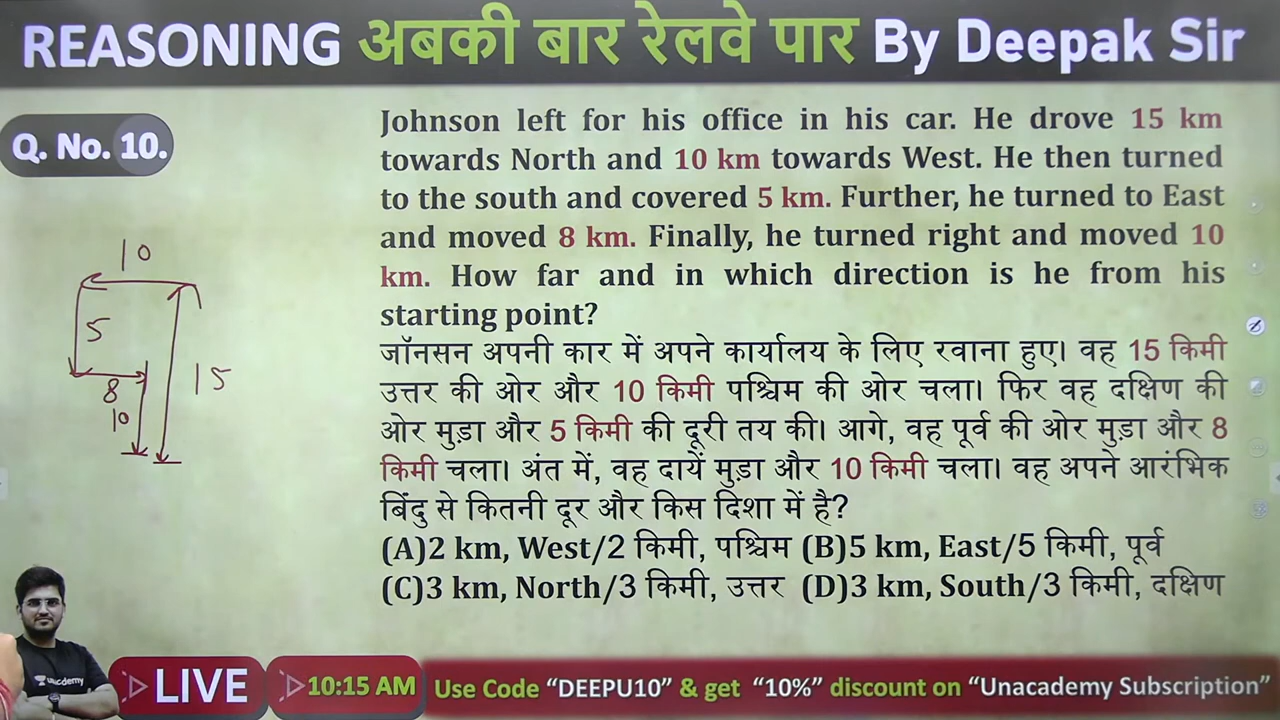 REASONING अबकी बार रेलवे पार By Deepak Sir
Q. No. 10.
Johnson left for his office in his car. He drove 15 km
towards North and 10 km towards West. He then turned
to the south and covered 5 km. Further, he turned to East
and moved 8 km. Finally, he turned right and moved 10
km. How far and in which direction is he from his
starting point?
जॉनसन अपनी कार में अपने कार्यालय के लिए रवाना हुए। वह 15 किमी
उत्तर की ओर और 10 किमी पश्चिम की ओर चला। फिर वह दक्षिण की
ओर मुड़ा और 5 किमी की दूरी तय की। आगे, वह पूर्व की ओर मुड़ा और 8
किमी चला। अंत में, वह दायें मुड़ा और 10 किमी चला। वह अपने आरंभिक
बिंदु से कितनी दूर और किस दिशा में है?
(A)2 km, West/2 किमी, पश्चिम (B)5 km, East/5 किमी, पूर्व
(C)3 km, North/3 किमी, उत्तर (D)3 km, South/3 किमी, दक्षिण
10
5
8
10
15
unacademy
LIVE
10:15 AM
Use Code “DEEPU10” & get “10%” discount on “Unacademy Subscription”